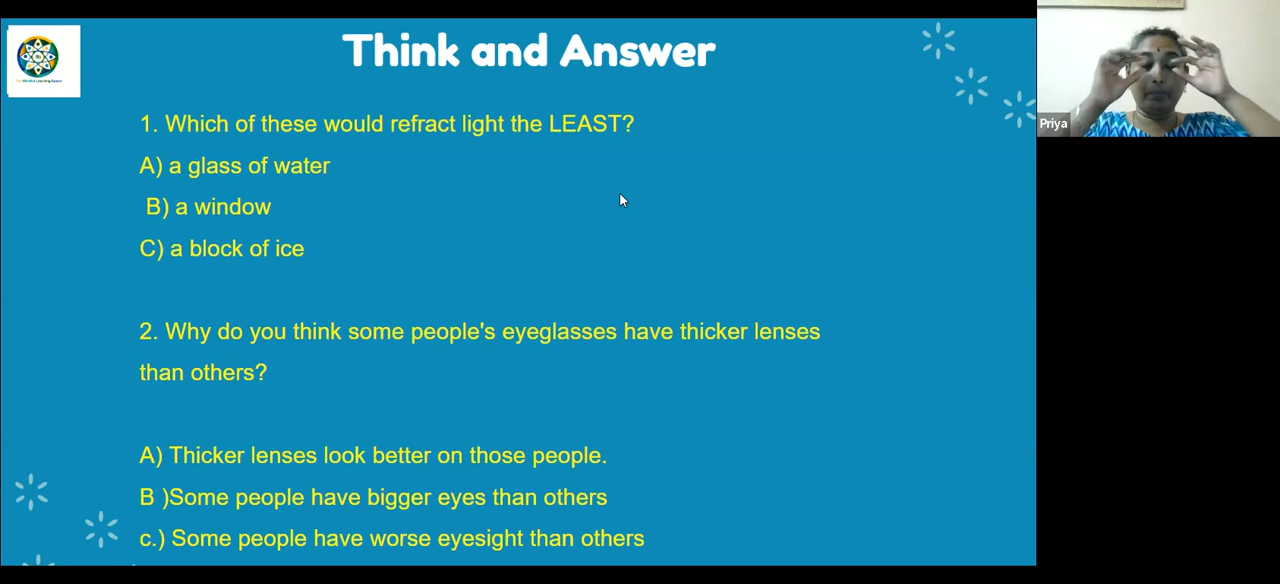 Think and Answer
1. Which of these would refract light the LEAST?
A) a glass of water
B) a window
C) a block of ice
2. Why do you think some people's eyeglasses have thicker lenses
than others?
A) Thicker lenses look better on those people.
B )Some people have bigger eyes than others
c.) Some people have worse eyesight than others
Priya